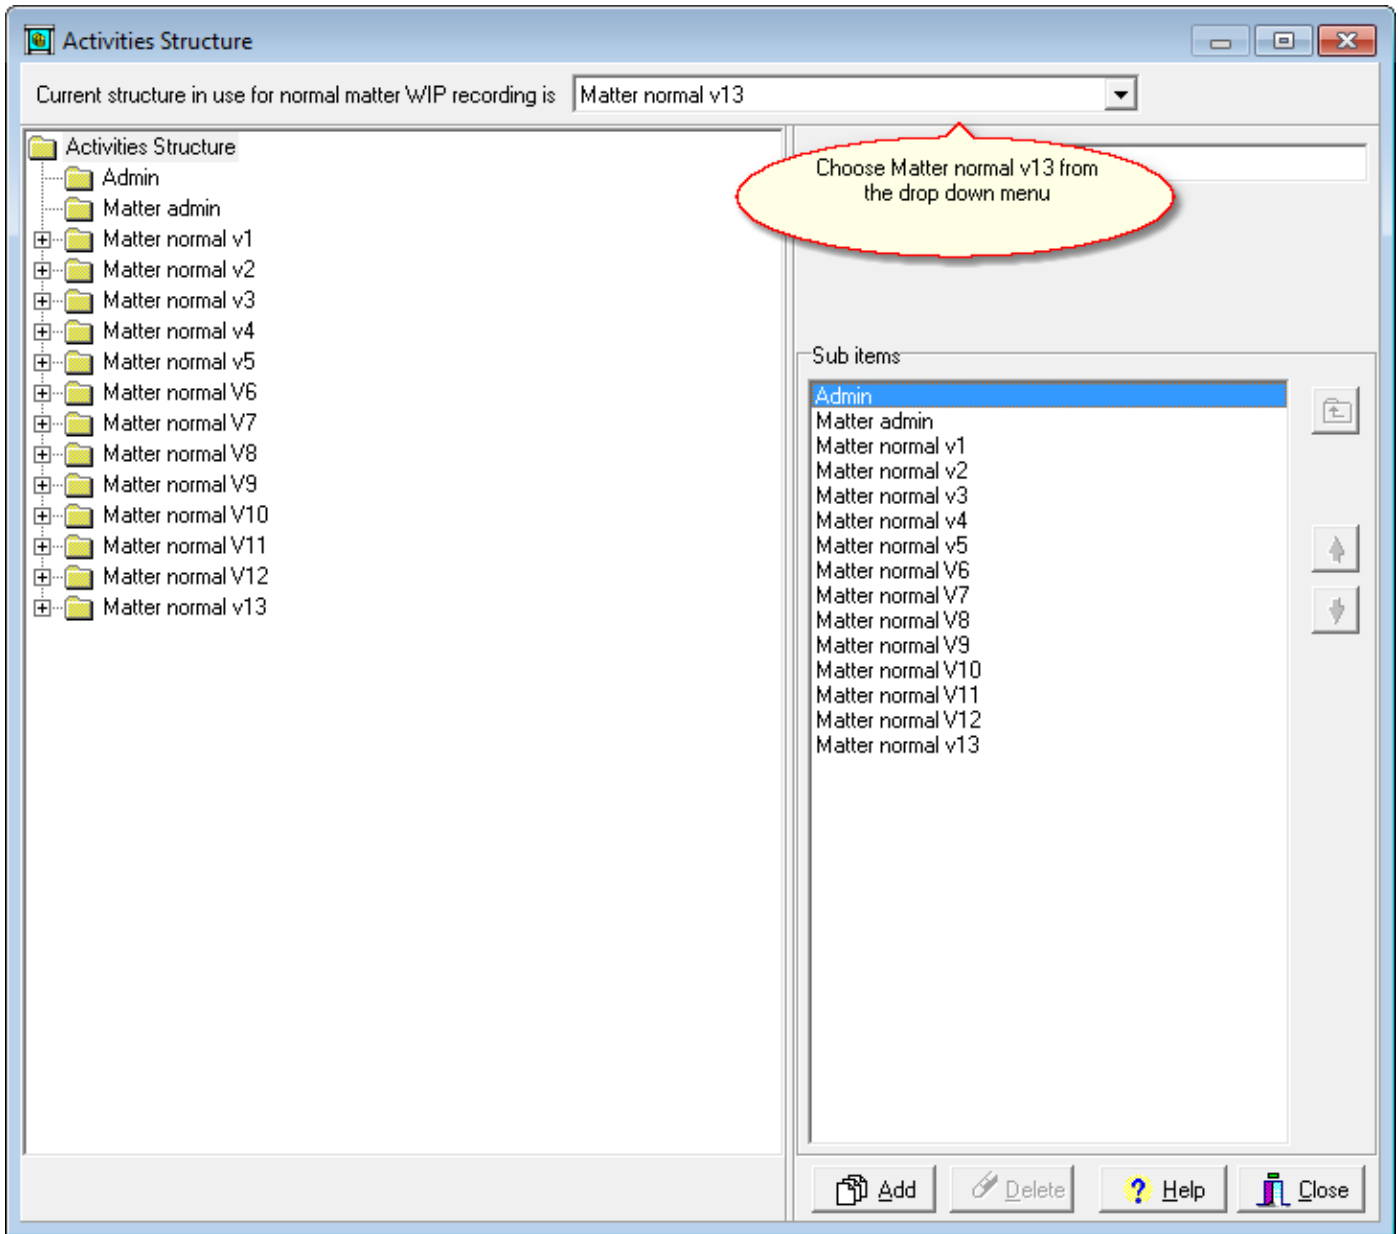 Activities Structure
Current structure in use for normal matter WIP recording is Matter normal v13
Choose Matter normal v13 from
the drop down menu
Activities Structure
Admin
Matter admin
Matter normal v1
Matter normal v2
Matter normal v3
Matter normal v4
Matter normal v5
Matter normal V6
Matter normal V7
Matter normal V8
Matter normal V9
Matter normal V10
Matter normal V11
Matter normal V12
Matter normal v13
Sub items
Admin
Matter admin
Matter normal v1
Matter normal v2
Matter normal v3
Matter normal v4
Matter normal v5
Matter normal V6
Matter normal V7
Matter normal V8
Matter normal V9
Matter normal V10
Matter normal V11
Matter normal V12
Matter normal v13
Add Delete Help Close